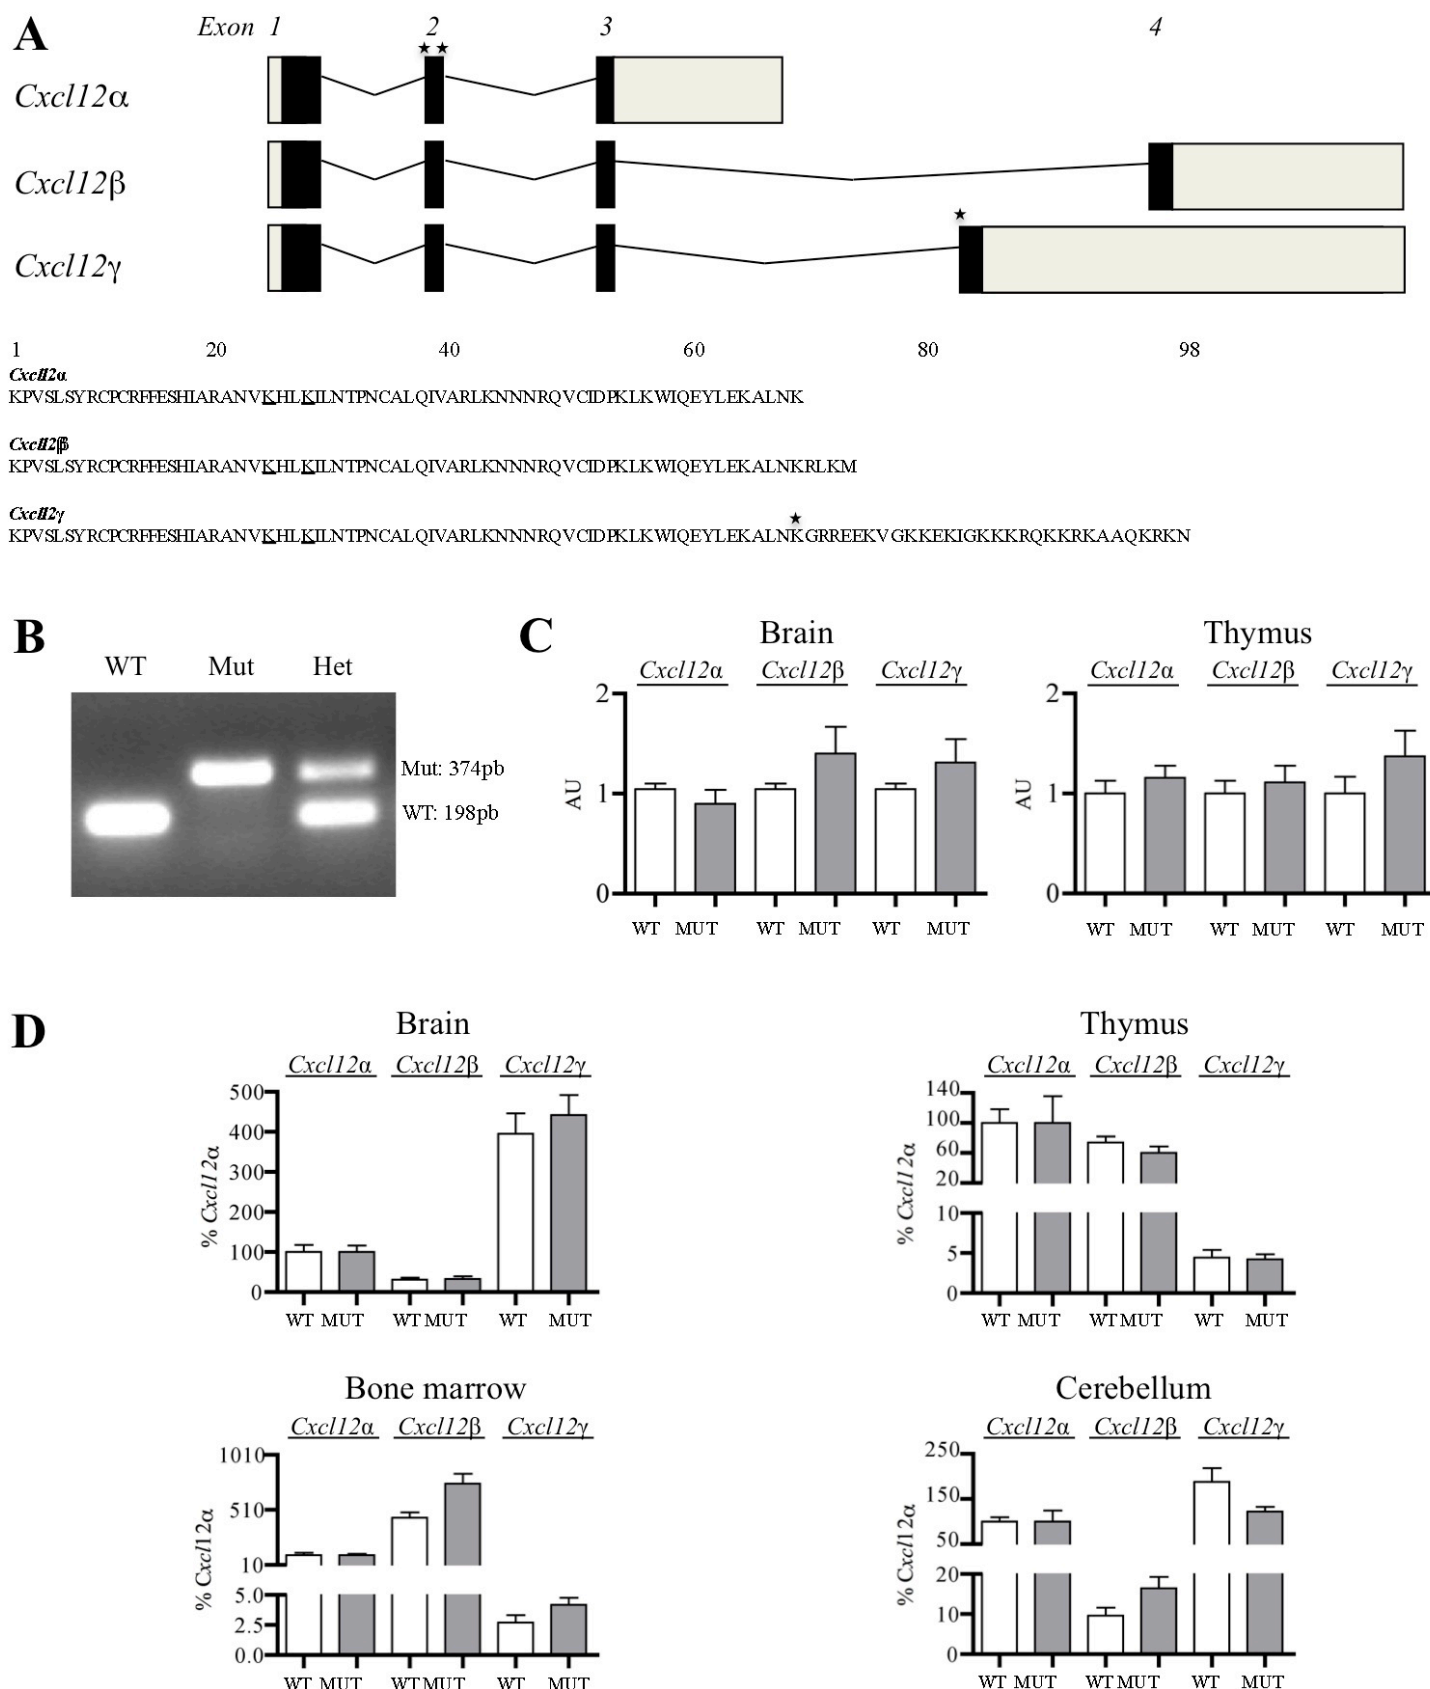 A
Exon 1 2 3 4
★ ★
Cxcl12α
Cxcl12β
★
Cxcl12γ
1 20 40 60 80 98
Cxcl12α
KPVSLSYRCPCRFFESHIARANVKHLKILNTPNCALQIVARLKNNNRQVCIDPKLKWIQEYLEKALNK
Cxcl12β
KPVSLSYRCPCRFFESHIARANVKHLKILNTPNCALQIVARLKNNNRQVCIDPKLKWIQEYLEKALNKRLKM
Cxcl12γ
★
KPVSLSYRCPCRFFESHIARANVKHLKILNTPNCALQIVARLKNNNRQVCIDPKLKWIQEYLEKALNKGRREEKVGKKEKIGKKKRQKKRKAAQKRKN
B
WT Mut Het
Mut: 374pb
WT: 198pb
C
Brain
Cxcl12α Cxcl12β Cxcl12γ
2
1
0
AU
WT MUT WT MUT WT MUT
Thymus
Cxcl12α Cxcl12β Cxcl12γ
2
1
0
AU
WT MUT WT MUT WT MUT
D
Brain
Cxcl12α Cxcl12β Cxcl12γ
500
400
300
200
100
0
% Cxcl12α
WT MUT WT MUT WT MUT
Thymus
Cxcl12α Cxcl12β Cxcl12γ
140
100
60
20
10
5
0
% Cxcl12α
WT MUT WT MUT WT MUT
Bone marrow
Cxcl12α Cxcl12β Cxcl12γ
1010
510
10
5.0
2.5
0.0
% Cxcl12α
WT MUT WT MUT WT MUT
Cerebellum
Cxcl12α Cxcl12β Cxcl12γ
250
150
50
20
10
0
% Cxcl12α
WT MUT WT MUT WT MUT